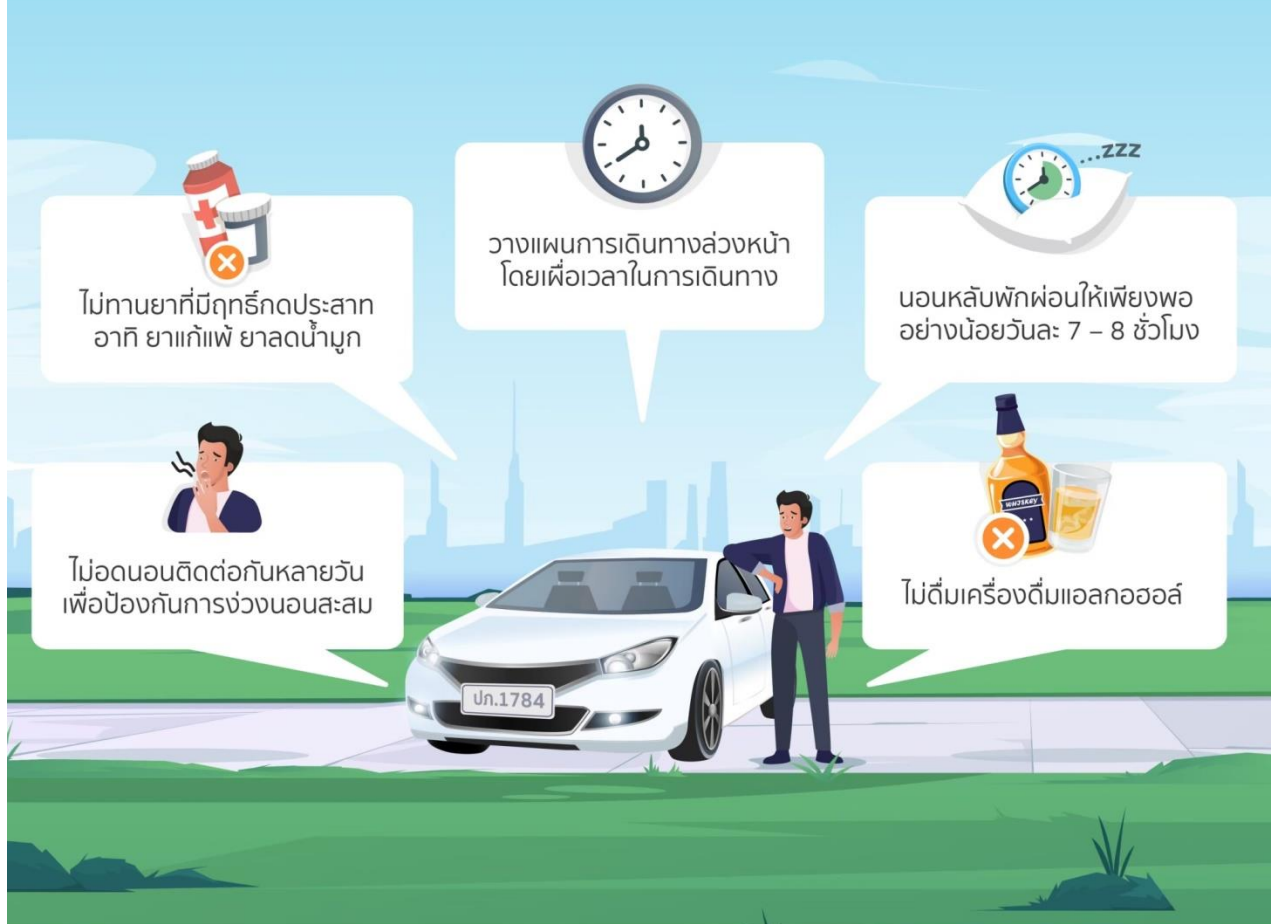 ไม่ทานยาที่มีฤทธิ์กดประสาท
อาทิ ยาแก้แพ้ ยาลดน้ำมูก
วางแผนการเดินทางล่วงหน้า
โดยเผื่อเวลาในการเดินทาง
...zzz
นอนหลับพักผ่อนให้เพียงพอ
อย่างน้อยวันละ 7 – 8 ชั่วโมง
ไม่อดนอนติดต่อกันหลายวัน
เพื่อป้องกันการง่วงนอนสะสม
WHISKEY
ไม่ดื่มเครื่องดื่มแอลกอฮอล์
ปภ.1784